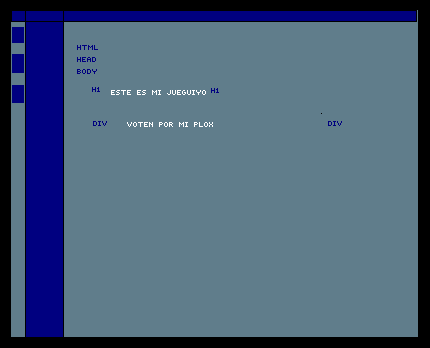 HTML
HEAD
BODY
H1 ESTE ES MI JUEGUIYO H1
DIV VOTEN POR MI PLOX DIV